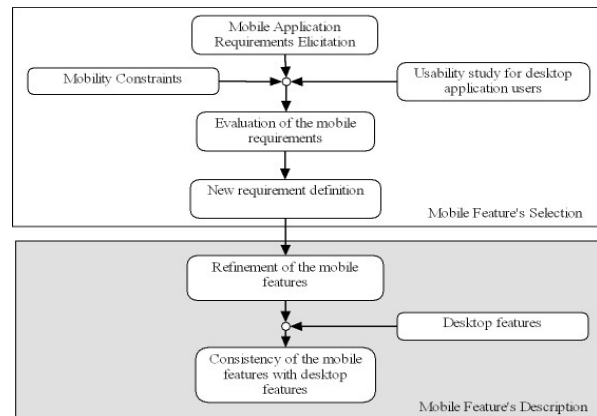 Mobile Application
Requirements Elicitation
Mobility Constraints
Usability study for desktop
application users
Evaluation of the mobile
requirements
New requirement definition
Mobile Feature's Selection
Refinement of the mobile
features
Desktop features
Consistency of the mobile
features with desktop
features
Mobile Feature's Description